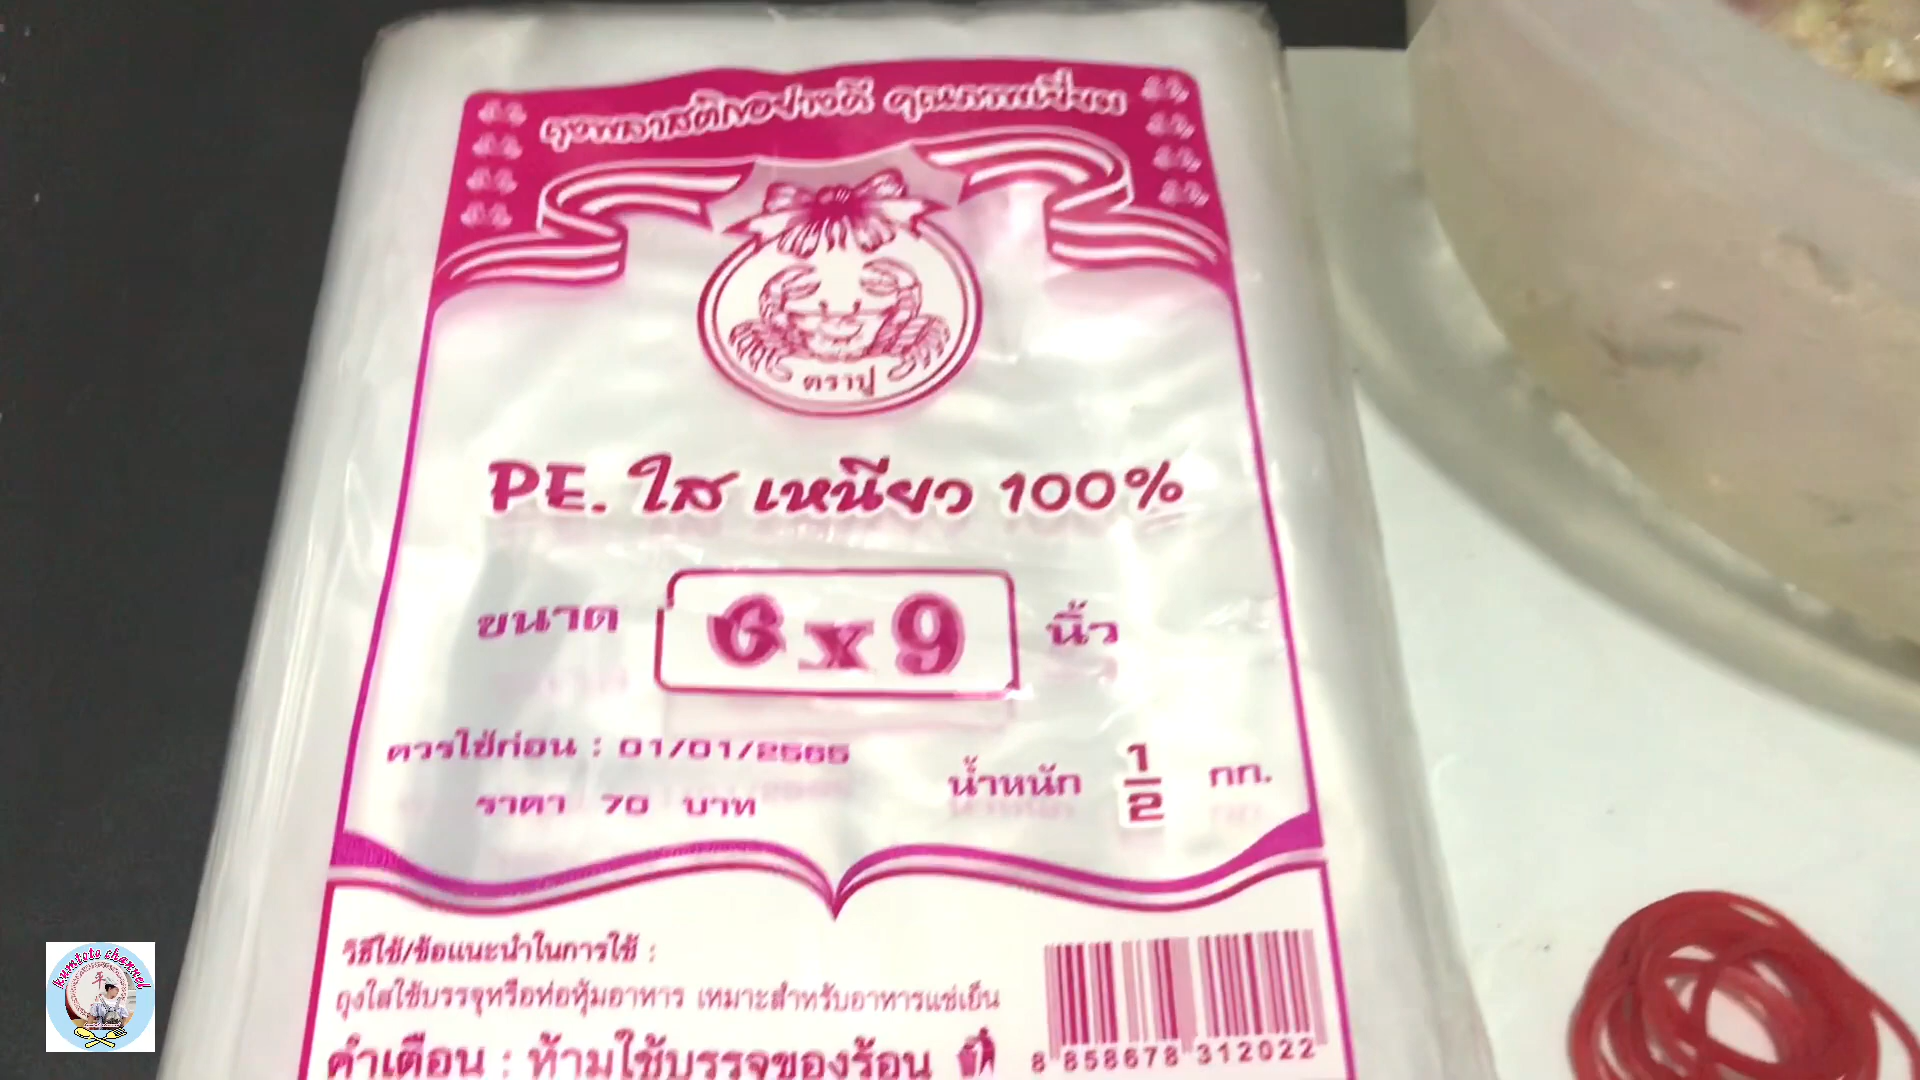 ถุงพลาสติกอย่างดี คุณภาพเยี่ยม
ตราปู
PE. ใส เหนียว 100%
ขนาด 6 x 9 นิ้ว
ควรใช้ก่อน : 01/01/2565
ราคา 70 บาท
น้ำหนัก 1/2 กก.
วิธีใช้/ข้อแนะนำในการใช้ :
ถุงใสใช้บรรจุหรือห่อหุ้มอาหาร เหมาะสำหรับอาหารแช่เย็น
คำเตือน : ห้ามใช้บรรจุของร้อน
8 858678 312022
kumtoto channel